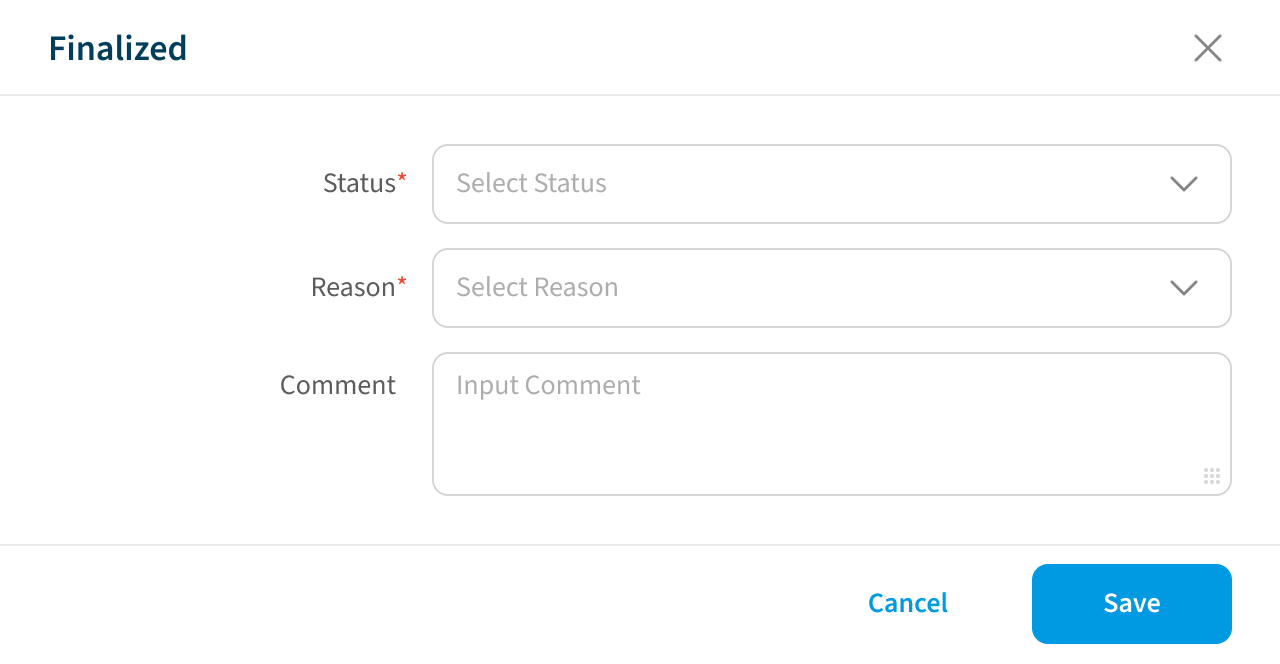 Finalized
Status* Select Status
Reason* Select Reason
Comment Input Comment
Cancel Save